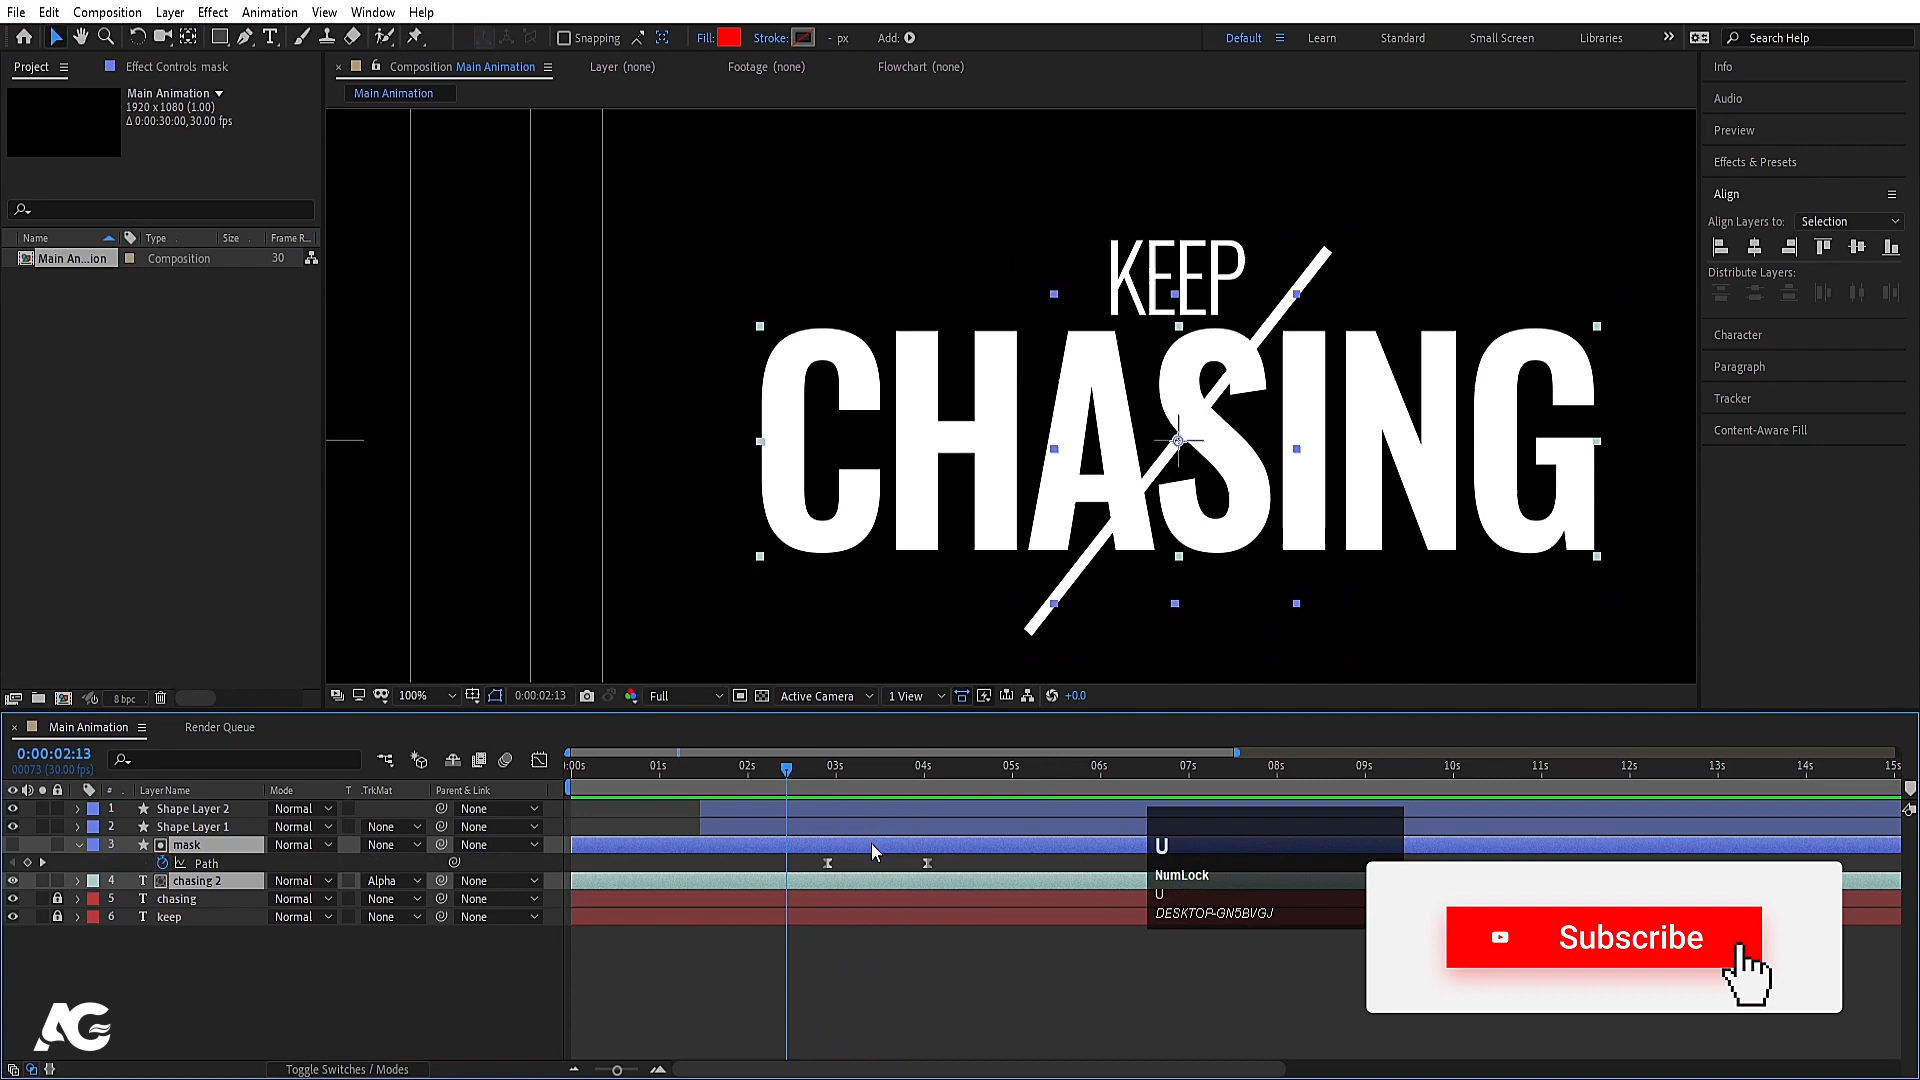 File Edit Composition Layer Effect Animation View Window Help
Snapping Fill: Stroke: - px Add: Default Learn Standard Small Screen Libraries Search Help
Project Effect Controls mask Composition Main Animation Layer (none) Footage (none) Flowchart (none) Info
Main Animation
Main Animation
1920 x 1080 (1.00)
Δ 0:00:30:00, 30.00 fps
Audio
Preview
Effects & Presets
Align
Align Layers to: Selection
Name Type Size Frame R...
Main An...ion Composition 30
Distribute Layers:
Character
Paragraph
Tracker
Content-Aware Fill
KEEP
CHASING
8 bpc 100% 0:00:02:13 Full Active Camera 1 View +0.0
Main Animation Render Queue
0:00:02:13
00073 (30.00 fps)
:00s 01s 02s 03s 04s 05s 06s 07s 08s 09s 10s 11s 12s 13s 14s 15s
# . Layer Name Mode T .TrkMat Parent & Link
1 Shape Layer 2 Normal None
2 Shape Layer 1 Normal None None
3 mask Normal None None
Path
4 T chasing 2 Normal Alpha None
5 T chasing Normal None None
6 T keep Normal None None
U
NumLock
U
DESKTOP-GN5BVGJ
Subscribe
AG
Toggle Switches / Modes